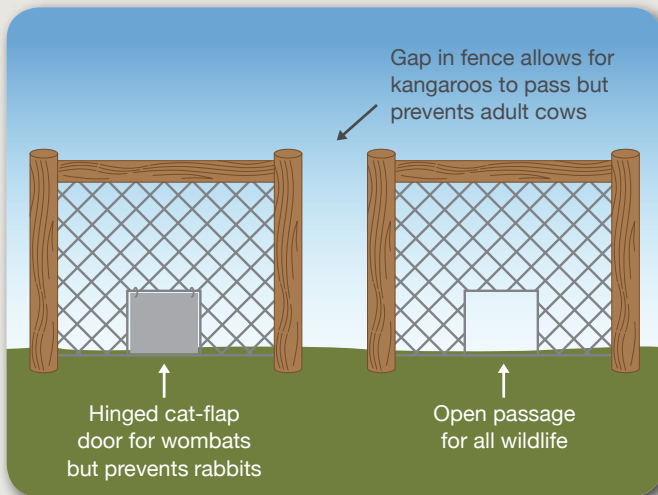 Gap in fence allows for
kangaroos to pass but
prevents adult cows
Hinged cat-flap
door for wombats
but prevents rabbits
Open passage
for all wildlife